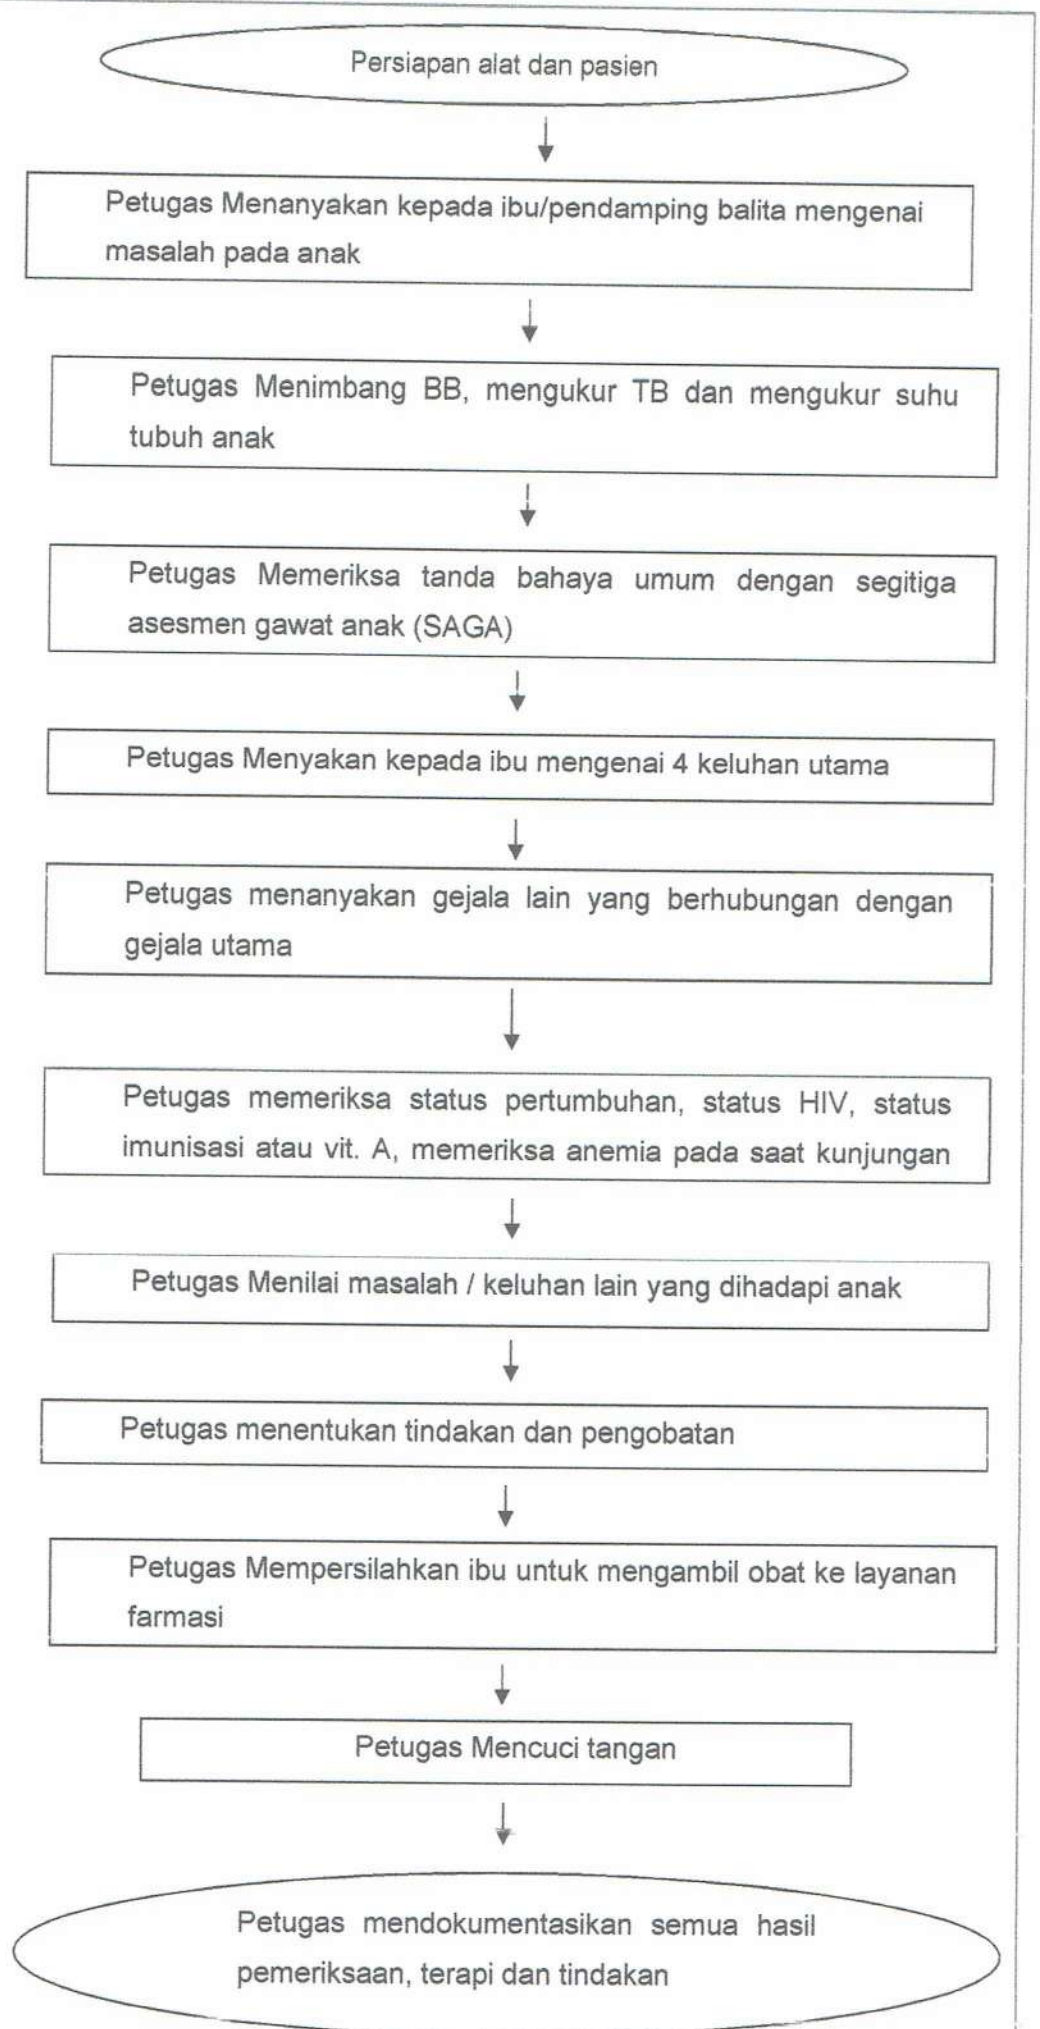 Persiapan alat dan pasien
Petugas Menanyakan kepada ibu/pendamping balita mengenai
masalah pada anak
Petugas Menimbang BB, mengukur TB dan mengukur suhu
tubuh anak
Petugas Memeriksa tanda bahaya umum dengan segitiga
asesmen gawat anak (SAGA)
Petugas Menyakan kepada ibu mengenai 4 keluhan utama
Petugas menanyakan gejala lain yang berhubungan dengan
gejala utama
Petugas memeriksa status pertumbuhan, status HIV, status
imunisasi atau vit. A, memeriksa anemia pada saat kunjungan
Petugas Menilai masalah / keluhan lain yang dihadapi anak
Petugas menentukan tindakan dan pengobatan
Petugas Mempersilahkan ibu untuk mengambil obat ke layanan
farmasi
Petugas Mencuci tangan
Petugas mendokumentasikan semua hasil
pemeriksaan, terapi dan tindakan